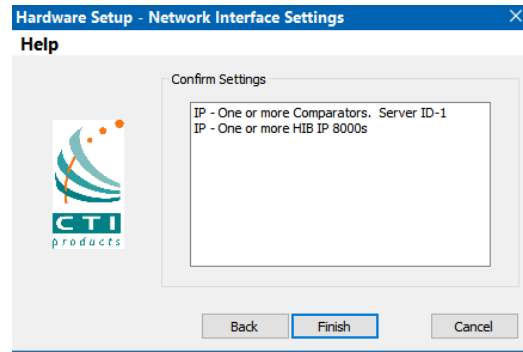 Hardware Setup - Network Interface Settings
Help
Confirm Settings
IP - One or more Comparators.  Server ID-1
IP - One or more HIB IP 8000s
CTI
products
Back
Finish
Cancel